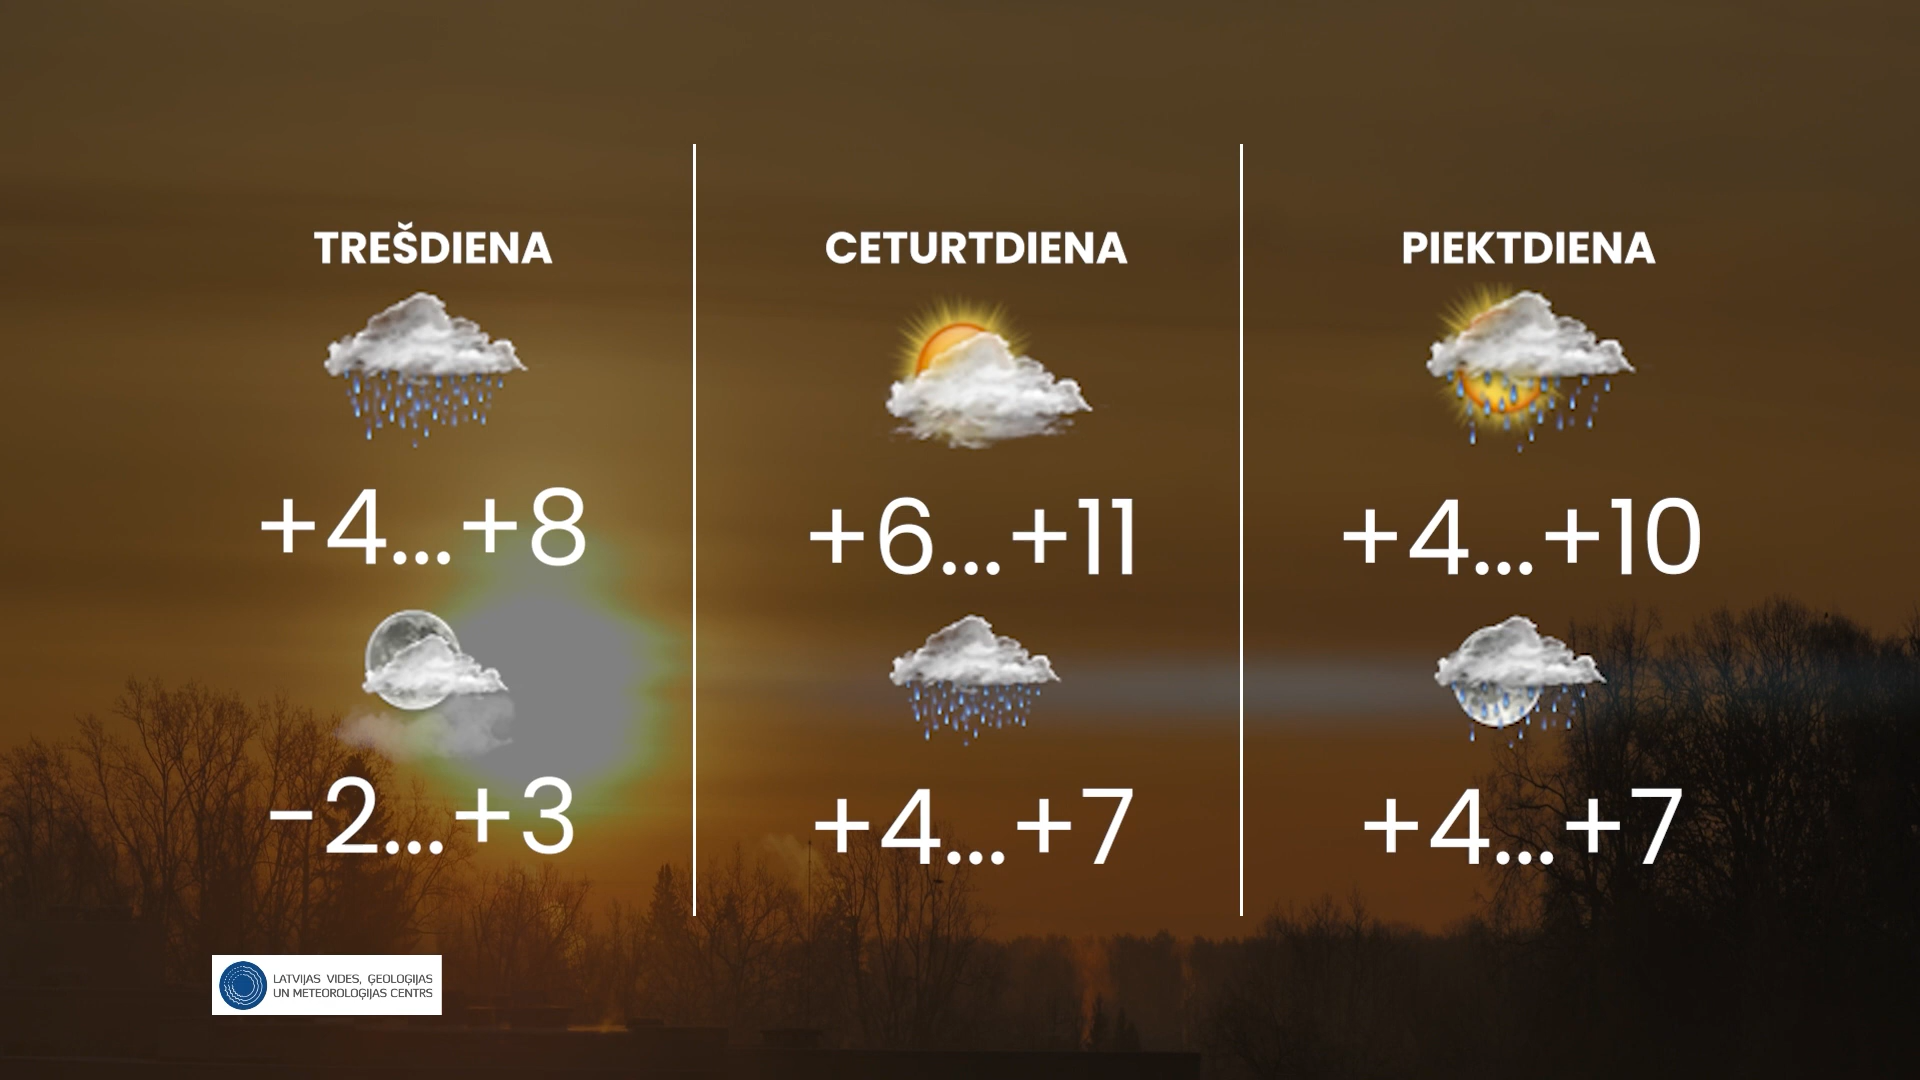 TREŠDIENA
+4...+8
-2...+3
CETURTDIENA
+6...+11
+4...+7
PIEKTDIENA
+4...+10
+4...+7
LATVIJAS VIDES, ĢEOLOĢIJAS
UN METEOROLOĢIJAS CENTRS